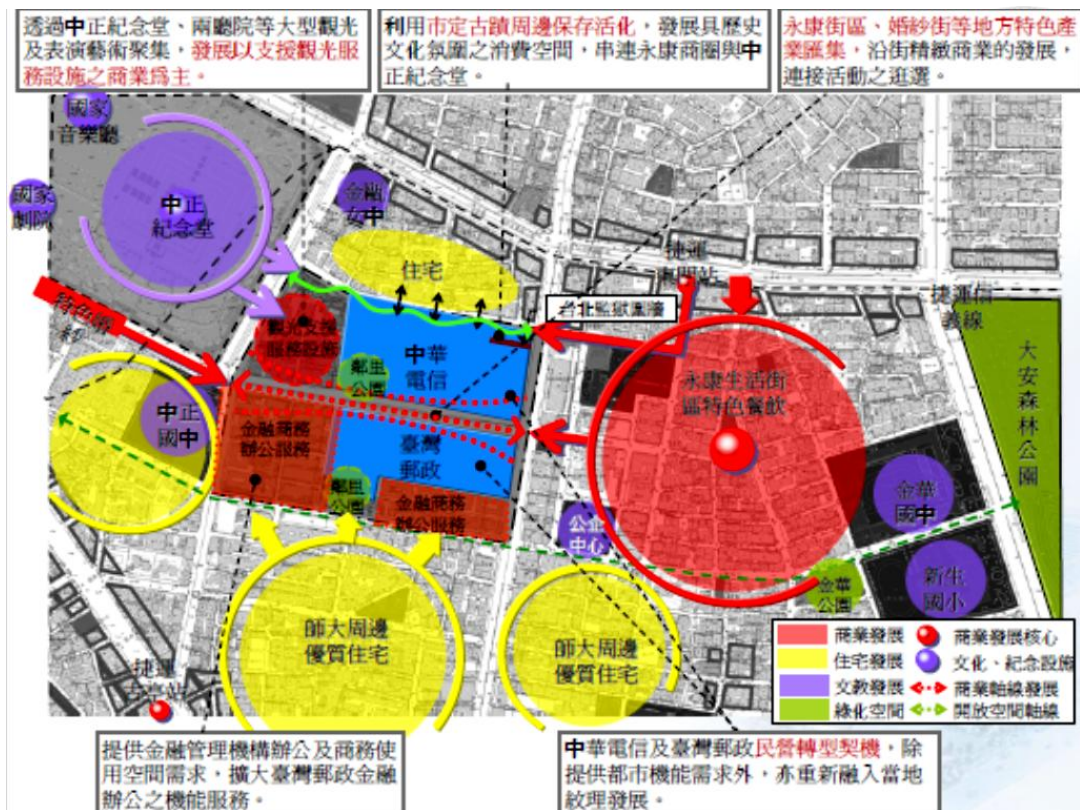 透過中正紀念堂、兩廳院等大型觀光
及表演藝術聚集，發展以支援觀光服
務設施之商業為主。
利用市定古蹟周邊保存活化，發展具歷史
文化氛圍之消費空間，串連永康商圈與中
正紀念堂。
永康街區、婚紗街等地方特色產
業匯集，沿街精緻商業的發展，
連接活動之逛選。
國家
音樂廳
國家
劇院
中正
紀念堂
金融
女中
住宅
捷運
東門站
捷運信
義線
台北監獄圍牆
觀光支援
服務設施
中華
電信
鄰里
公園
永康生活街
區特色餐飲
大安森林公園
中正
國中
金融商務
辦公服務
臺灣
郵政
鄰里
公園
金融商務
辦公服務
公企
中心
金華
國中
新生
國小
金華
公園
師大周邊
優質住宅
師大周邊
優質住宅
捷運
商業發展
商業發展核心
住宅發展
文化、紀念設施
文教發展
商業軸線發展
綠化空間
開放空間軸線
提供金融管理機構辦公及商務使
用空間需求，擴大臺灣郵政金融
辦公之機能服務。
中華電信及臺灣郵政民營轉型契機，除
提供都市機能需求外，亦重新融入當地
紋理發展。